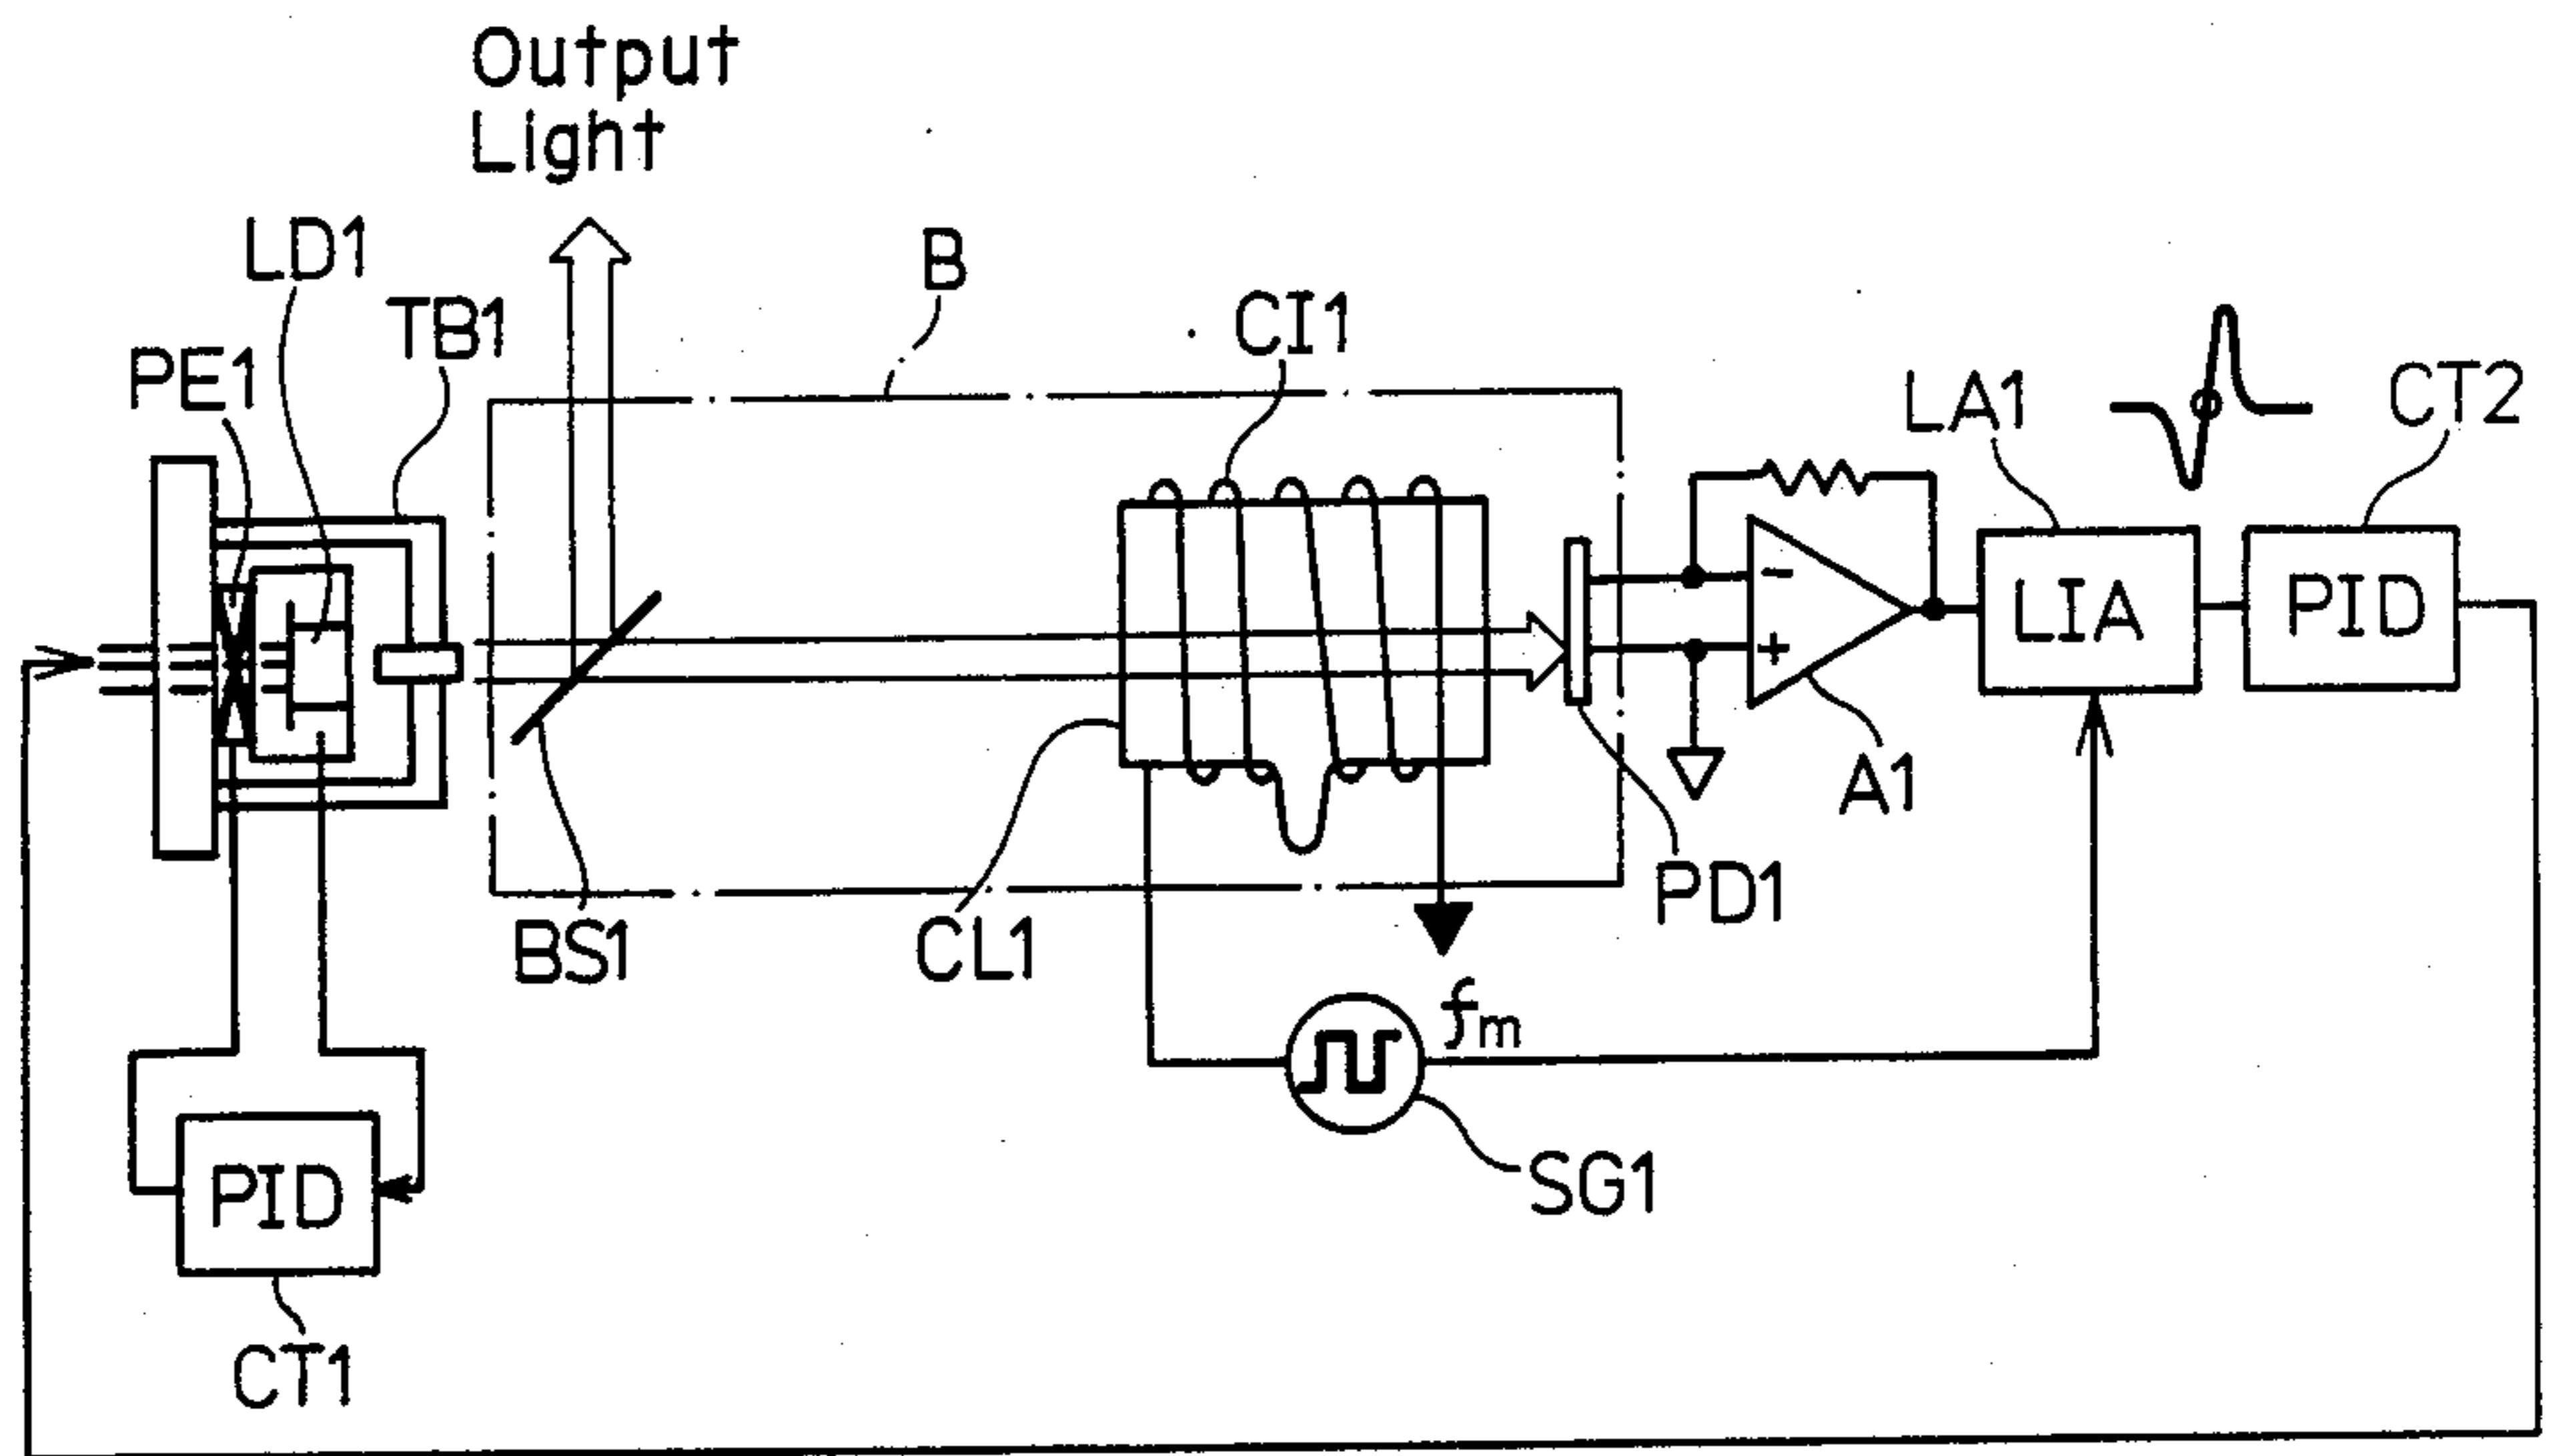 Output
Light
LD1
TB1
PE1
B
CI1
LA1
CT2
-
+
LIA
PID
A1
PD1
BS1
CL1
fm
SG1
PID
CT1